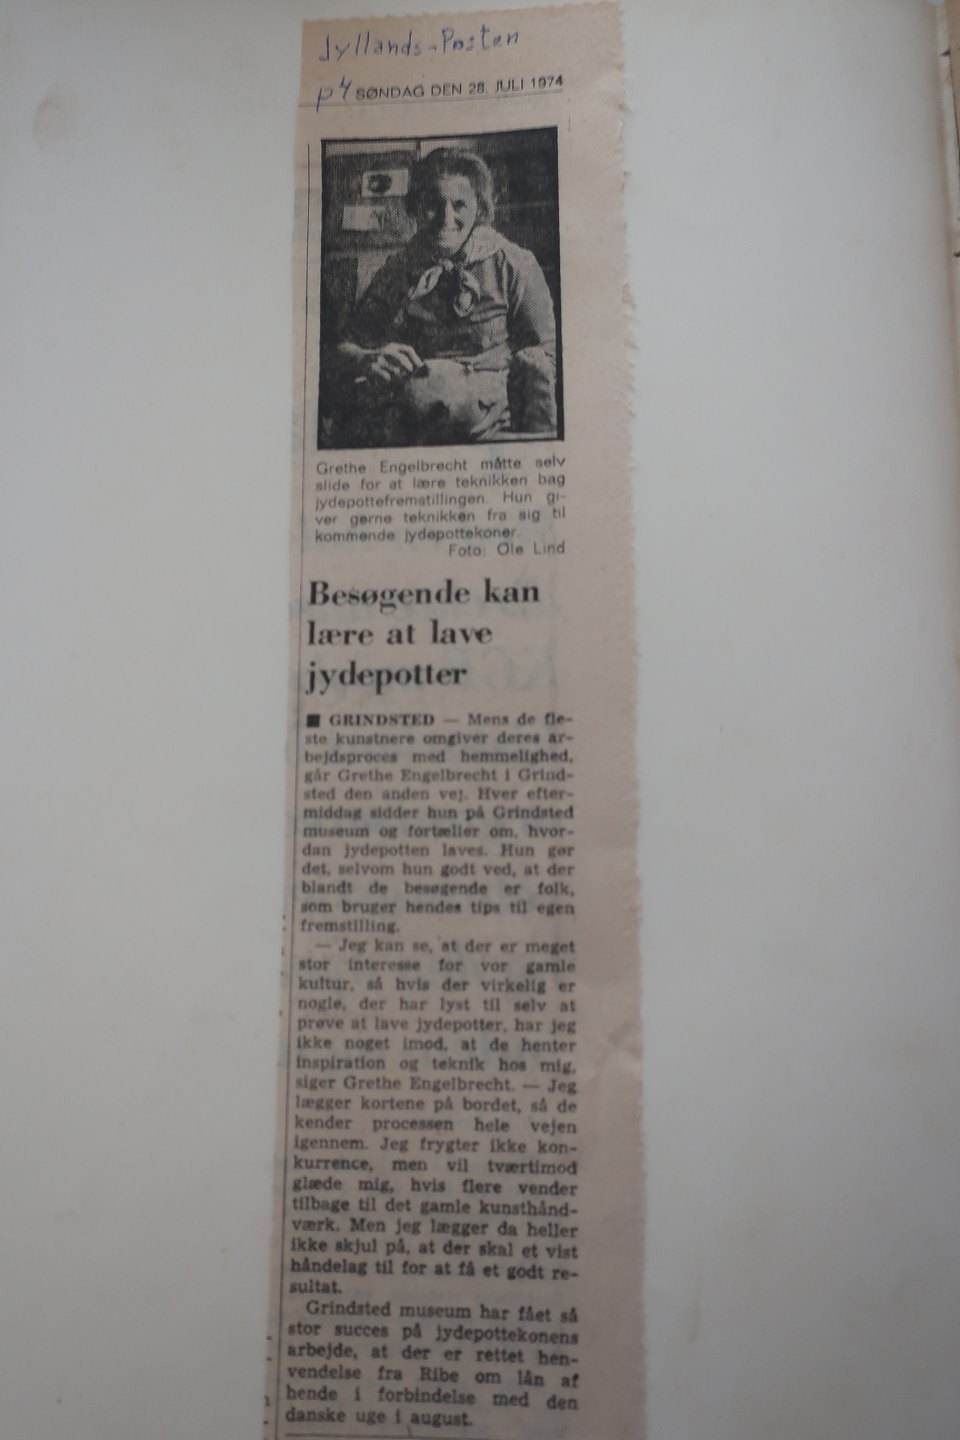 Jyllands-Posten
p4 SØNDAG DEN 28. JULI 1974
Grethe Engelbrecht måtte selv
slide for at lære teknikken bag
jydepottefremstillingen. Hun gi-
ver gerne teknikken fra sig til
kommende jydepottekoner.
Foto: Ole Lind
Besøgende kan
lære at lave
jydepotter
■ GRINDSTED — Mens de fle-
ste kunstnere omgiver deres ar-
bejdsproces med hemmelighed,
går Grethe Engelbrecht i Grind-
sted den anden vej. Hver efter-
middag sidder hun på Grindsted
museum og fortæller om, hvor-
dan jydepotten laves. Hun gør
det, selvom hun godt ved, at der
blandt de besøgende er folk,
som bruger hendes tips til egen
fremstilling.
— Jeg kan se, at der er meget
stor interesse for vor gamle
kultur, så hvis der virkelig er
nogle, der har lyst til selv at
prøve at lave jydepotter, har jeg
ikke noget imod, at de henter
inspiration og teknik hos mig,
siger Grethe Engelbrecht. — Jeg
lægger kortene på bordet, så de
kender processen hele vejen
igennem. Jeg frygter ikke kon-
kurrence, men vil tværtimod
glæde mig, hvis flere vender
tilbage til det gamle kunsthånd-
værk. Men jeg lægger da heller
ikke skjul på, at der skal et vist
håndelag til for at få et godt re-
sultat.
Grindsted museum har fået så
stor succes på jydepottekonens
arbejde, at der er rettet hen-
vendelse fra Ribe om lån af
hende i forbindelse med den
danske uge i august.